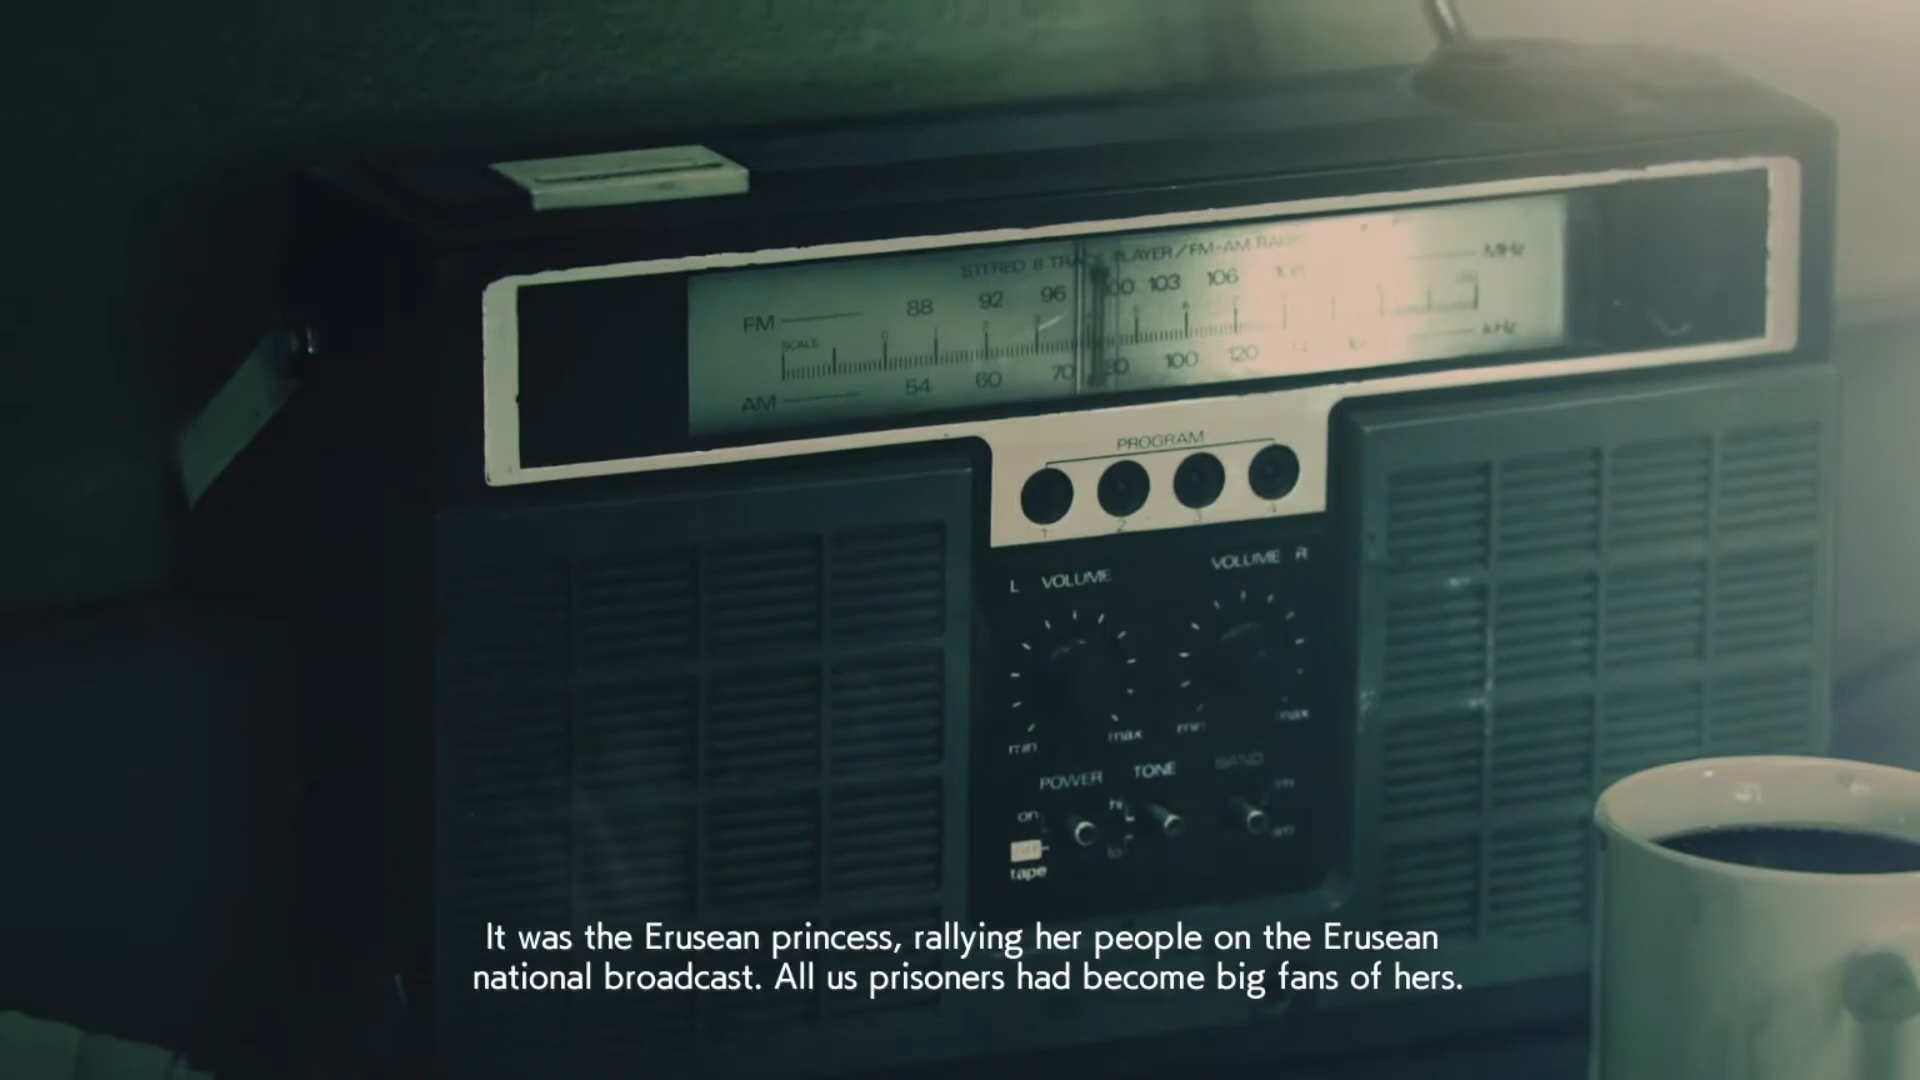 STEREO 8 TRACK PLAYER/FM-AM RADIO
MHz
FM
88 92 96 100 103 106 108
SCALE
kHz
AM
54 60 70 80 100 120
PROGRAM
1 2 3 4
L VOLUME
VOLUME R
min max
min max
POWER TONE BAND
on hi fm
off lo am
tape
It was the Erusean princess, rallying her people on the Erusean
national broadcast. All us prisoners had become big fans of hers.